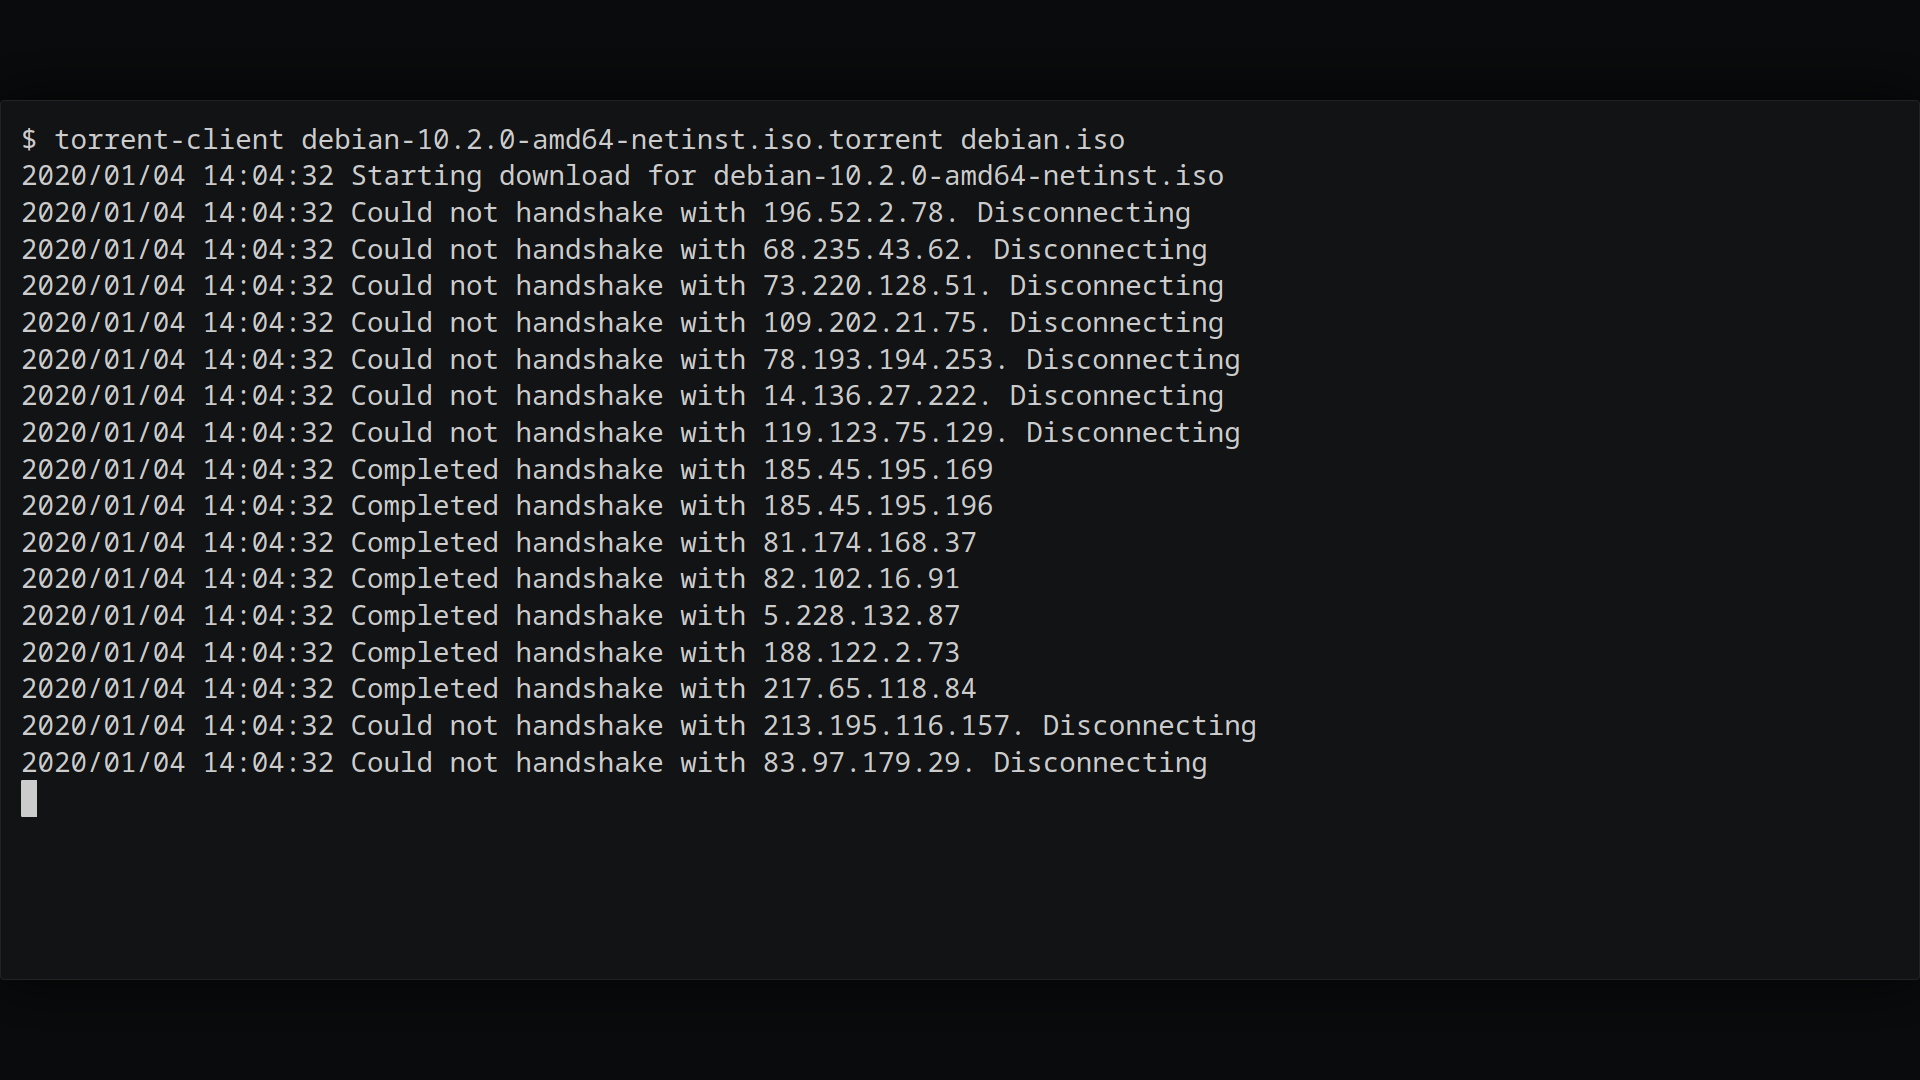 $ torrent-client debian-10.2.0-amd64-netinst.iso.torrent debian.iso
2020/01/04 14:04:32 Starting download for debian-10.2.0-amd64-netinst.iso
2020/01/04 14:04:32 Could not handshake with 196.52.2.78. Disconnecting
2020/01/04 14:04:32 Could not handshake with 68.235.43.62. Disconnecting
2020/01/04 14:04:32 Could not handshake with 73.220.128.51. Disconnecting
2020/01/04 14:04:32 Could not handshake with 109.202.21.75. Disconnecting
2020/01/04 14:04:32 Could not handshake with 78.193.194.253. Disconnecting
2020/01/04 14:04:32 Could not handshake with 14.136.27.222. Disconnecting
2020/01/04 14:04:32 Could not handshake with 119.123.75.129. Disconnecting
2020/01/04 14:04:32 Completed handshake with 185.45.195.169
2020/01/04 14:04:32 Completed handshake with 185.45.195.196
2020/01/04 14:04:32 Completed handshake with 81.174.168.37
2020/01/04 14:04:32 Completed handshake with 82.102.16.91
2020/01/04 14:04:32 Completed handshake with 5.228.132.87
2020/01/04 14:04:32 Completed handshake with 188.122.2.73
2020/01/04 14:04:32 Completed handshake with 217.65.118.84
2020/01/04 14:04:32 Could not handshake with 213.195.116.157. Disconnecting
2020/01/04 14:04:32 Could not handshake with 83.97.179.29. Disconnecting